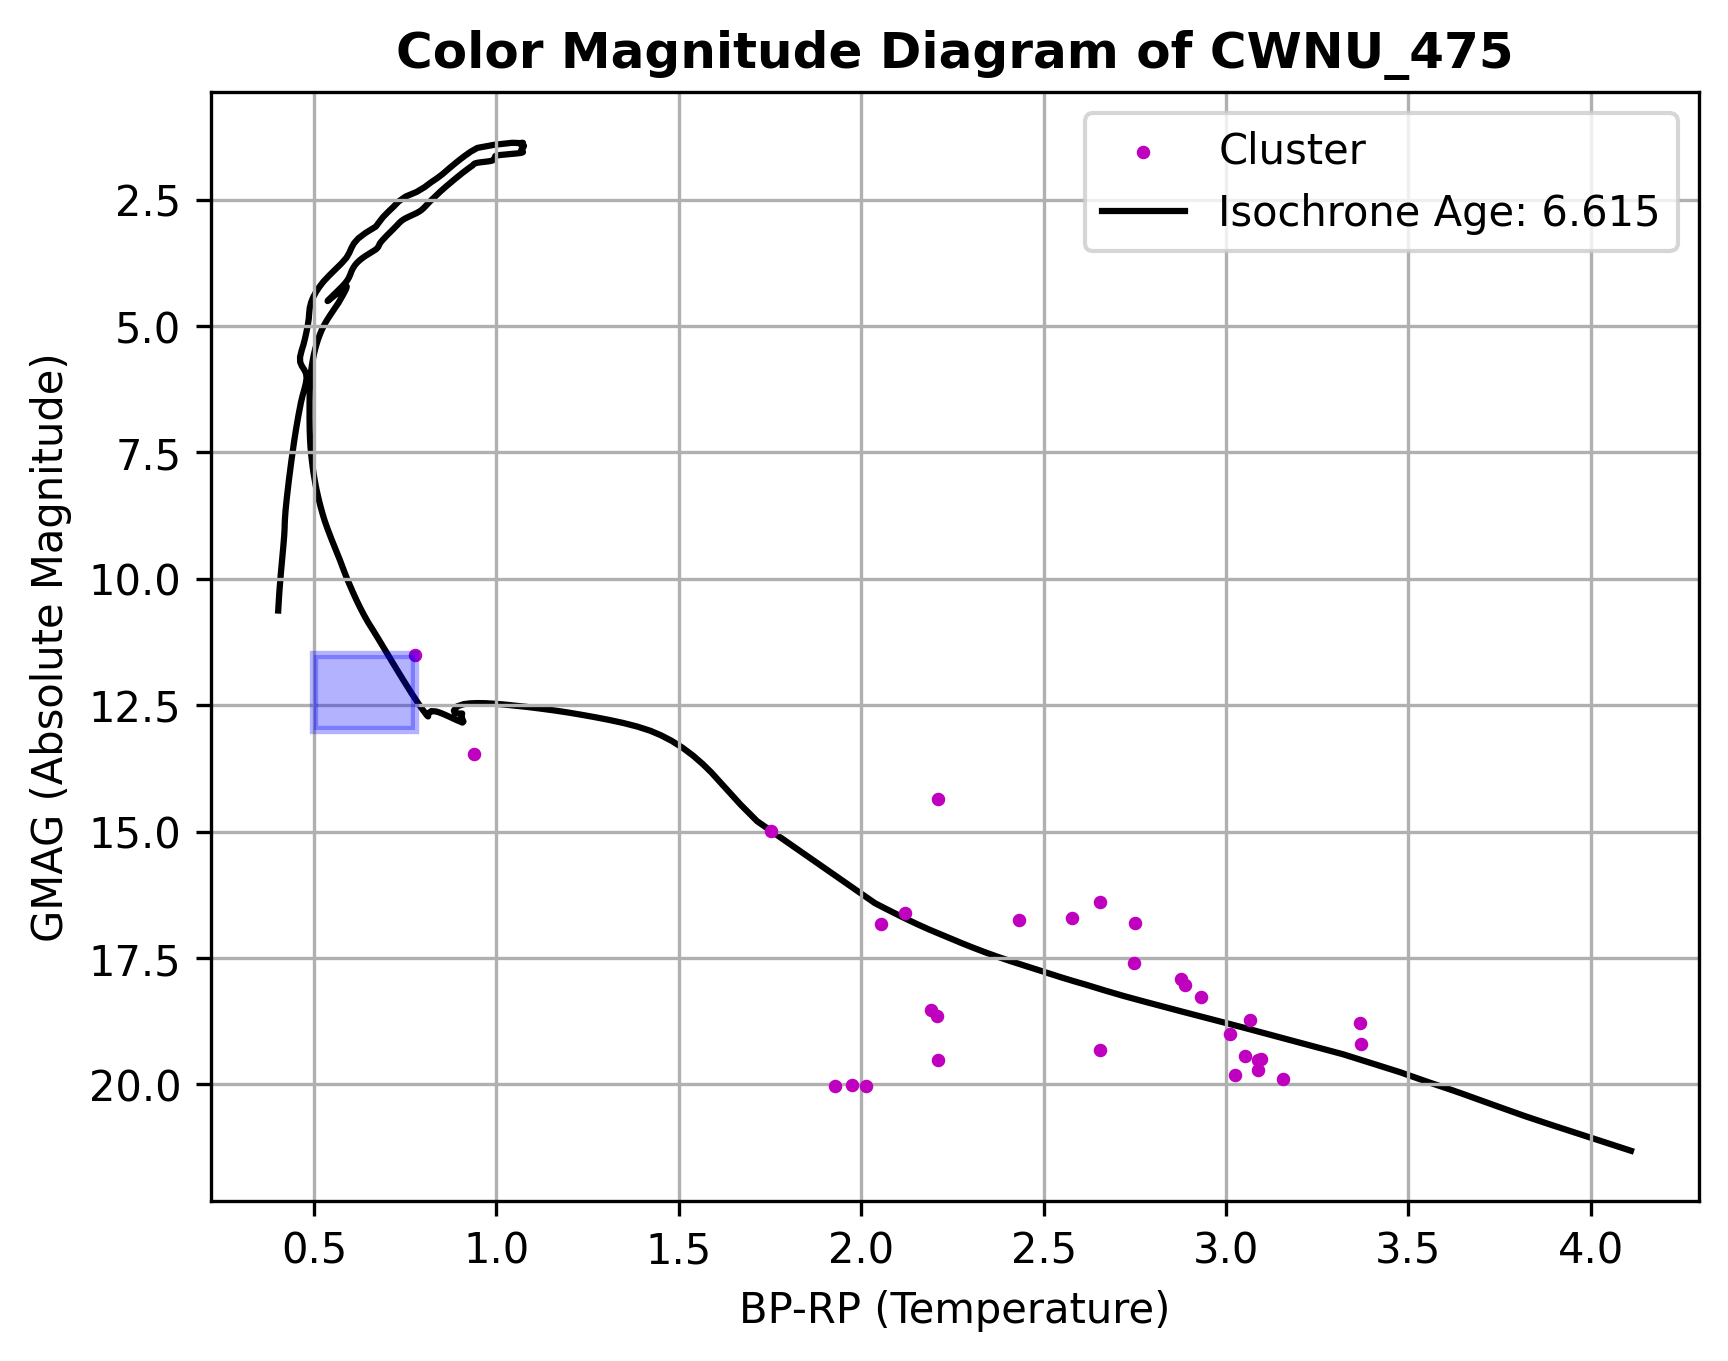 Color Magnitude Diagram of CWNU_475
Cluster
Isochrone Age: 6.615
GMAG (Absolute Magnitude)
2.5
5.0
7.5
10.0
12.5
15.0
17.5
20.0
0.5 1.0 1.5 2.0 2.5 3.0 3.5 4.0
BP-RP (Temperature)